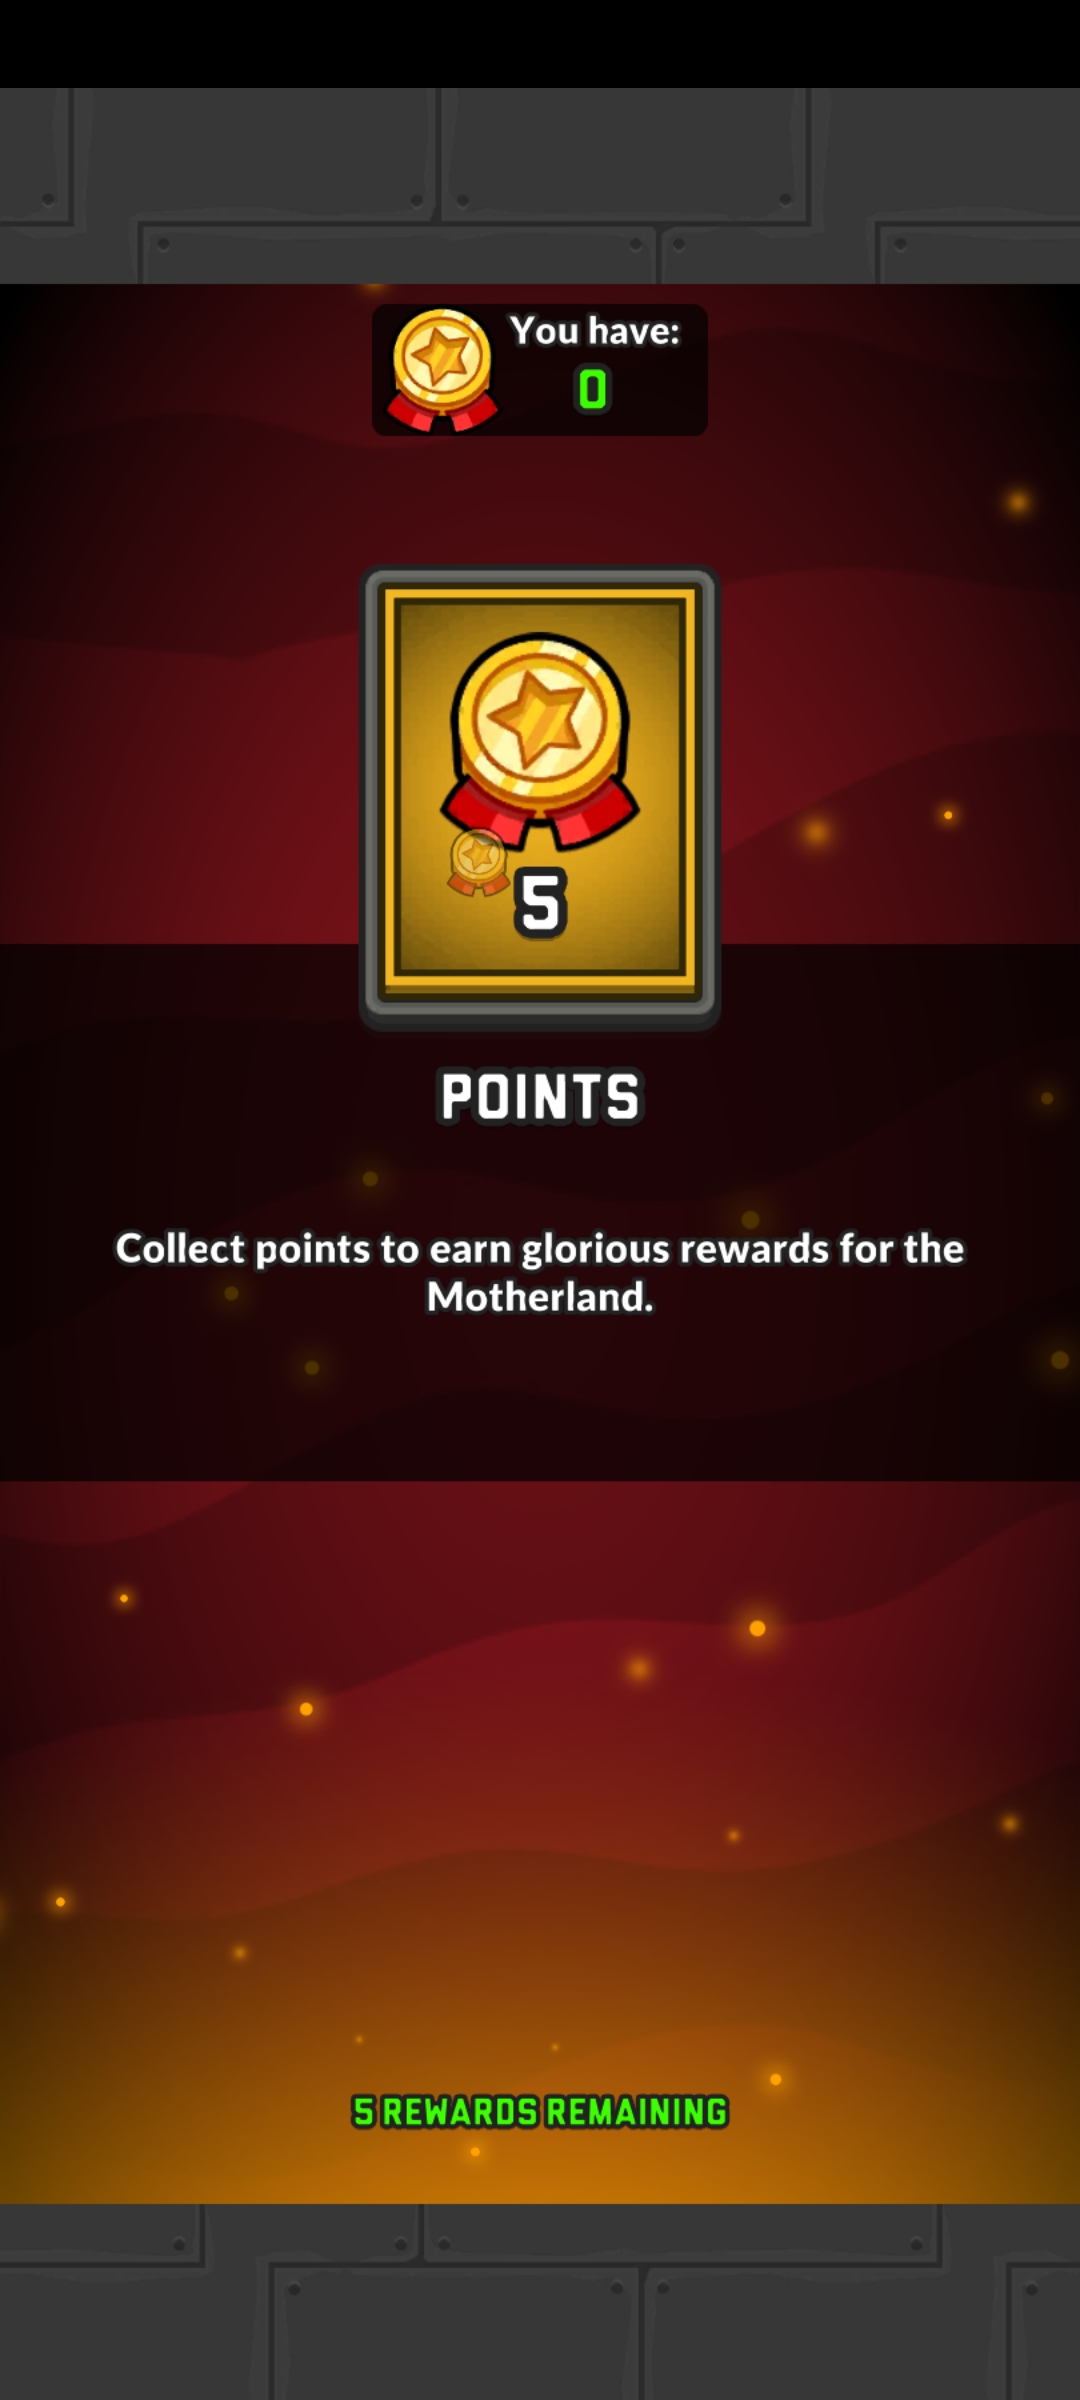 You have:
0
5
POINTS
Collect points to earn glorious rewards for the
Motherland.
5 REWARDS REMAINING